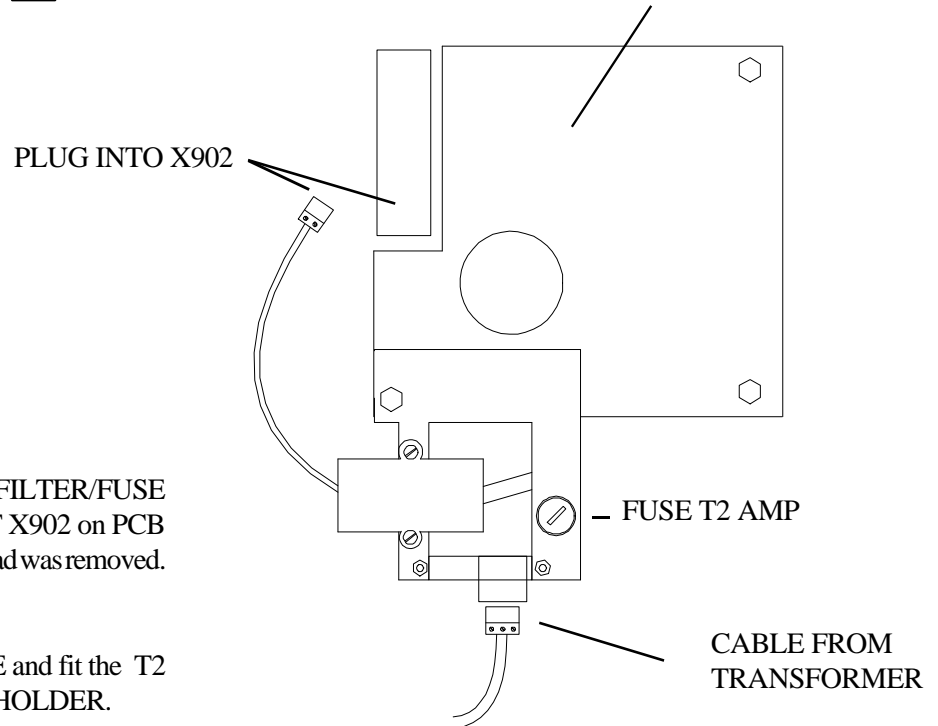 PLUG INTO X902
FILTER/FUSE
X902 on PCB
was removed.
FUSE T2 AMP
and fit the T2
HOLDER.
CABLE FROM
TRANSFORMER